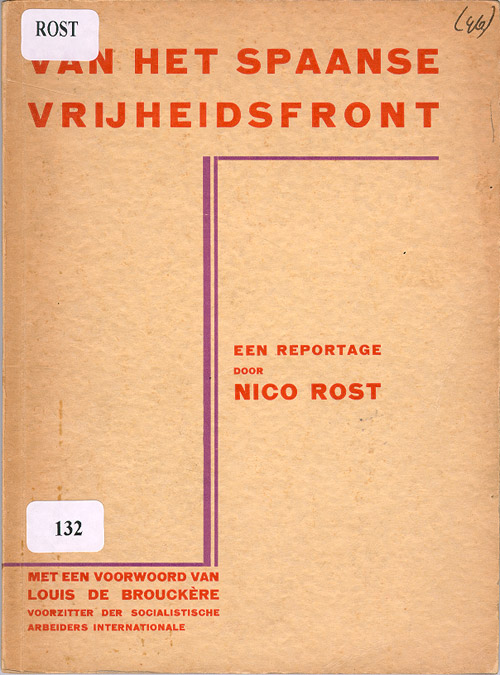 ROST
(46)
VAN HET SPAANSE
VRIJHEIDSFRONT
EEN REPORTAGE
DOOR
NICO ROST
132
MET EEN VOORWOORD VAN
LOUIS DE BROUCKÈRE
VOORZITTER DER SOCIALISTISCHE
ARBEIDERS INTERNATIONALE